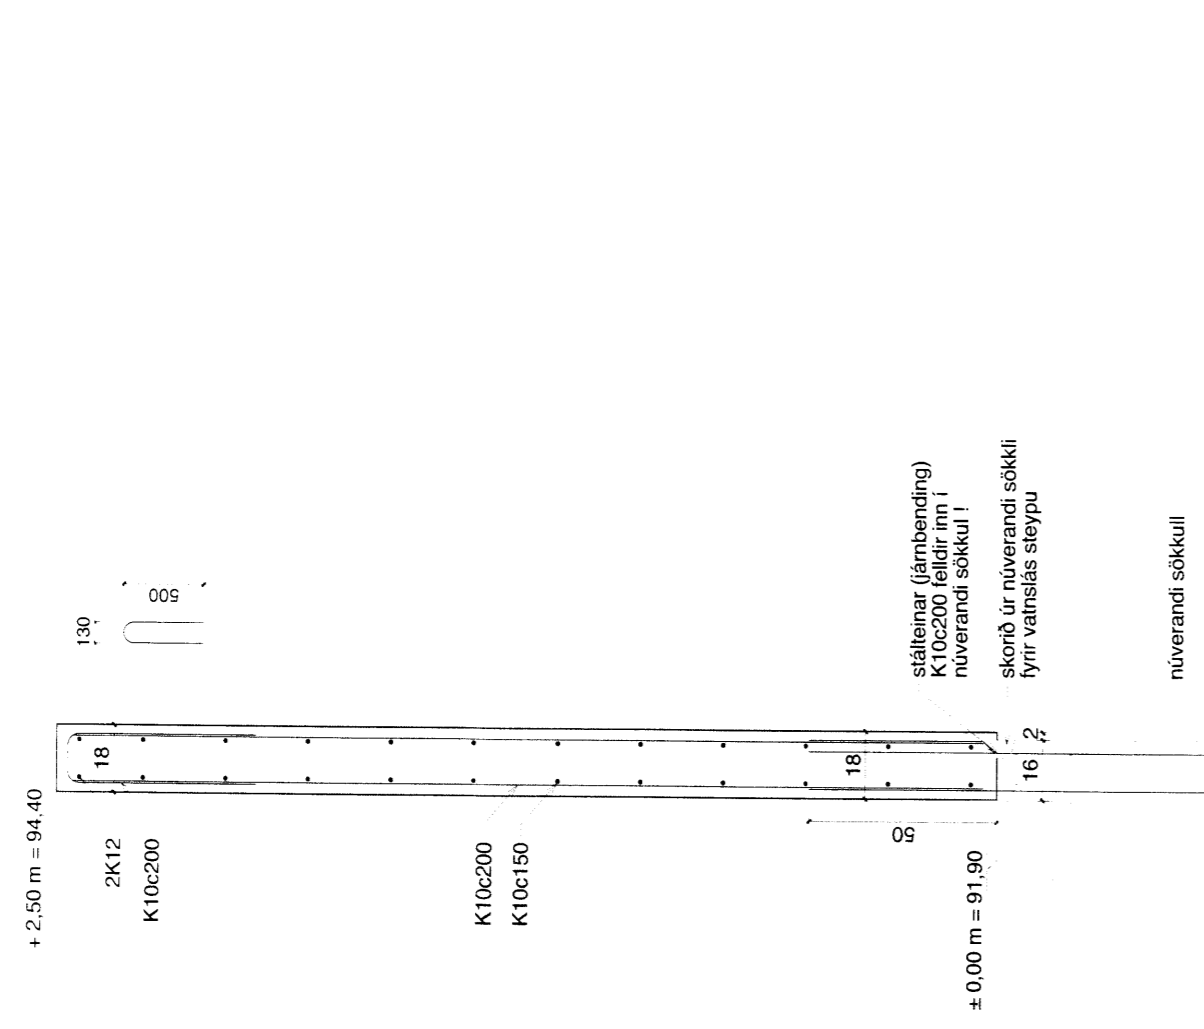 + 2,50 m = 94,40
2K12
K10c200
18
130
500
K10c200
K10c150
18
50
± 0,00 m = 91,90
16
2
stálteinar (járnbending)
K10c200 felldir inn í
núverandi sökkul !
skorið úr núverandi sökkli
fyrir vatnslás steypu
núverandi sökkull